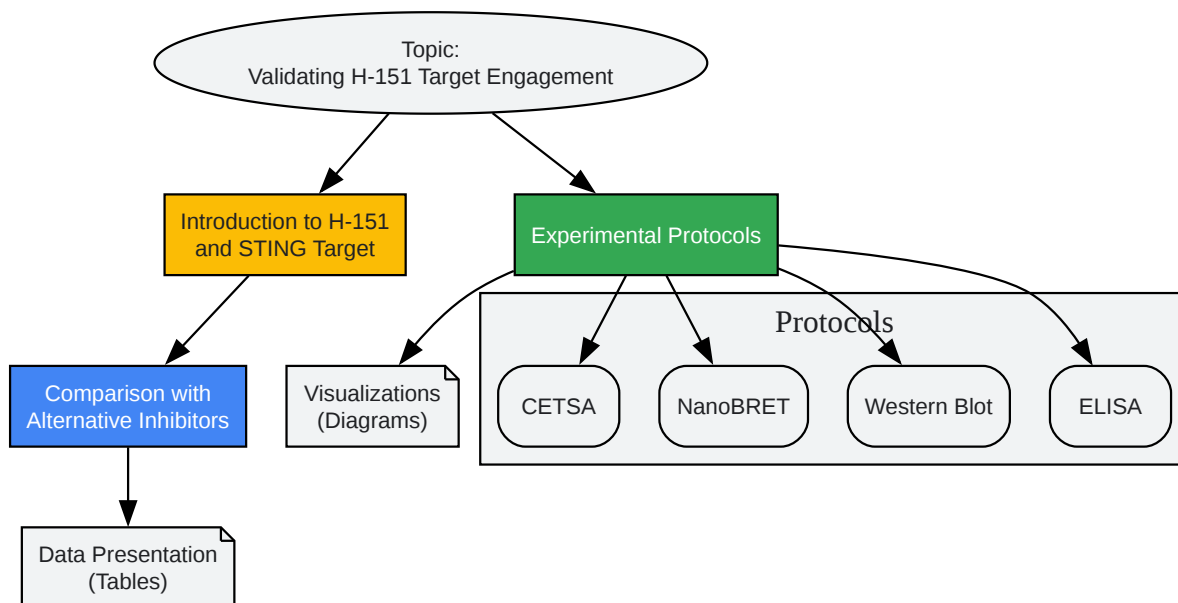 Topic:
Validating H-151 Target Engagement
Introduction to H-151
and STING Target
Experimental Protocols
Protocols
Comparison with
Alternative Inhibitors
Visualizations
(Diagrams)
CETSA
NanoBRET
Western Blot
ELISA
Data Presentation
(Tables)